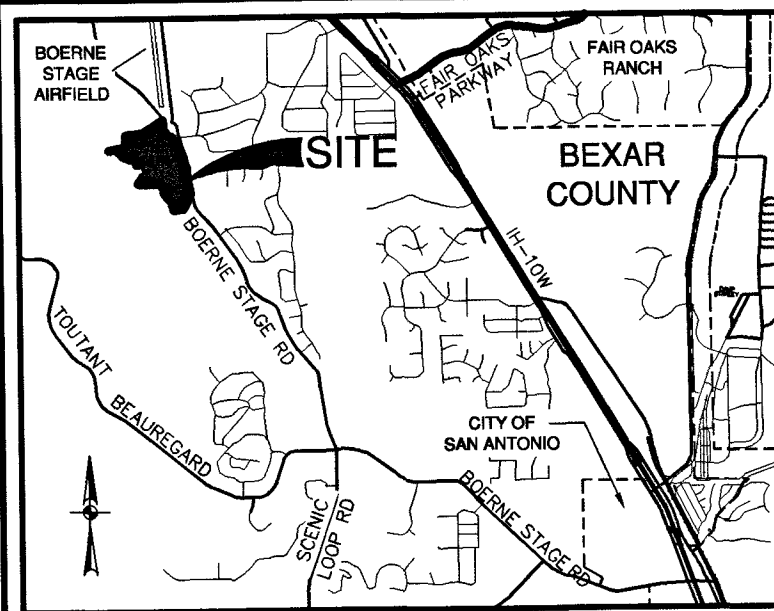 BOERNE
STAGE
AIRFIELD
FAIR OAKS
PARKWAY
FAIR OAKS
RANCH
SITE
BEXAR
COUNTY
IH-10W
BOERNE STAGE RD
TOUTANT
BEAUREGARD
CITY OF
SAN ANTONIO
SCENIC
LOOP RD
BOERNE STAGE RD